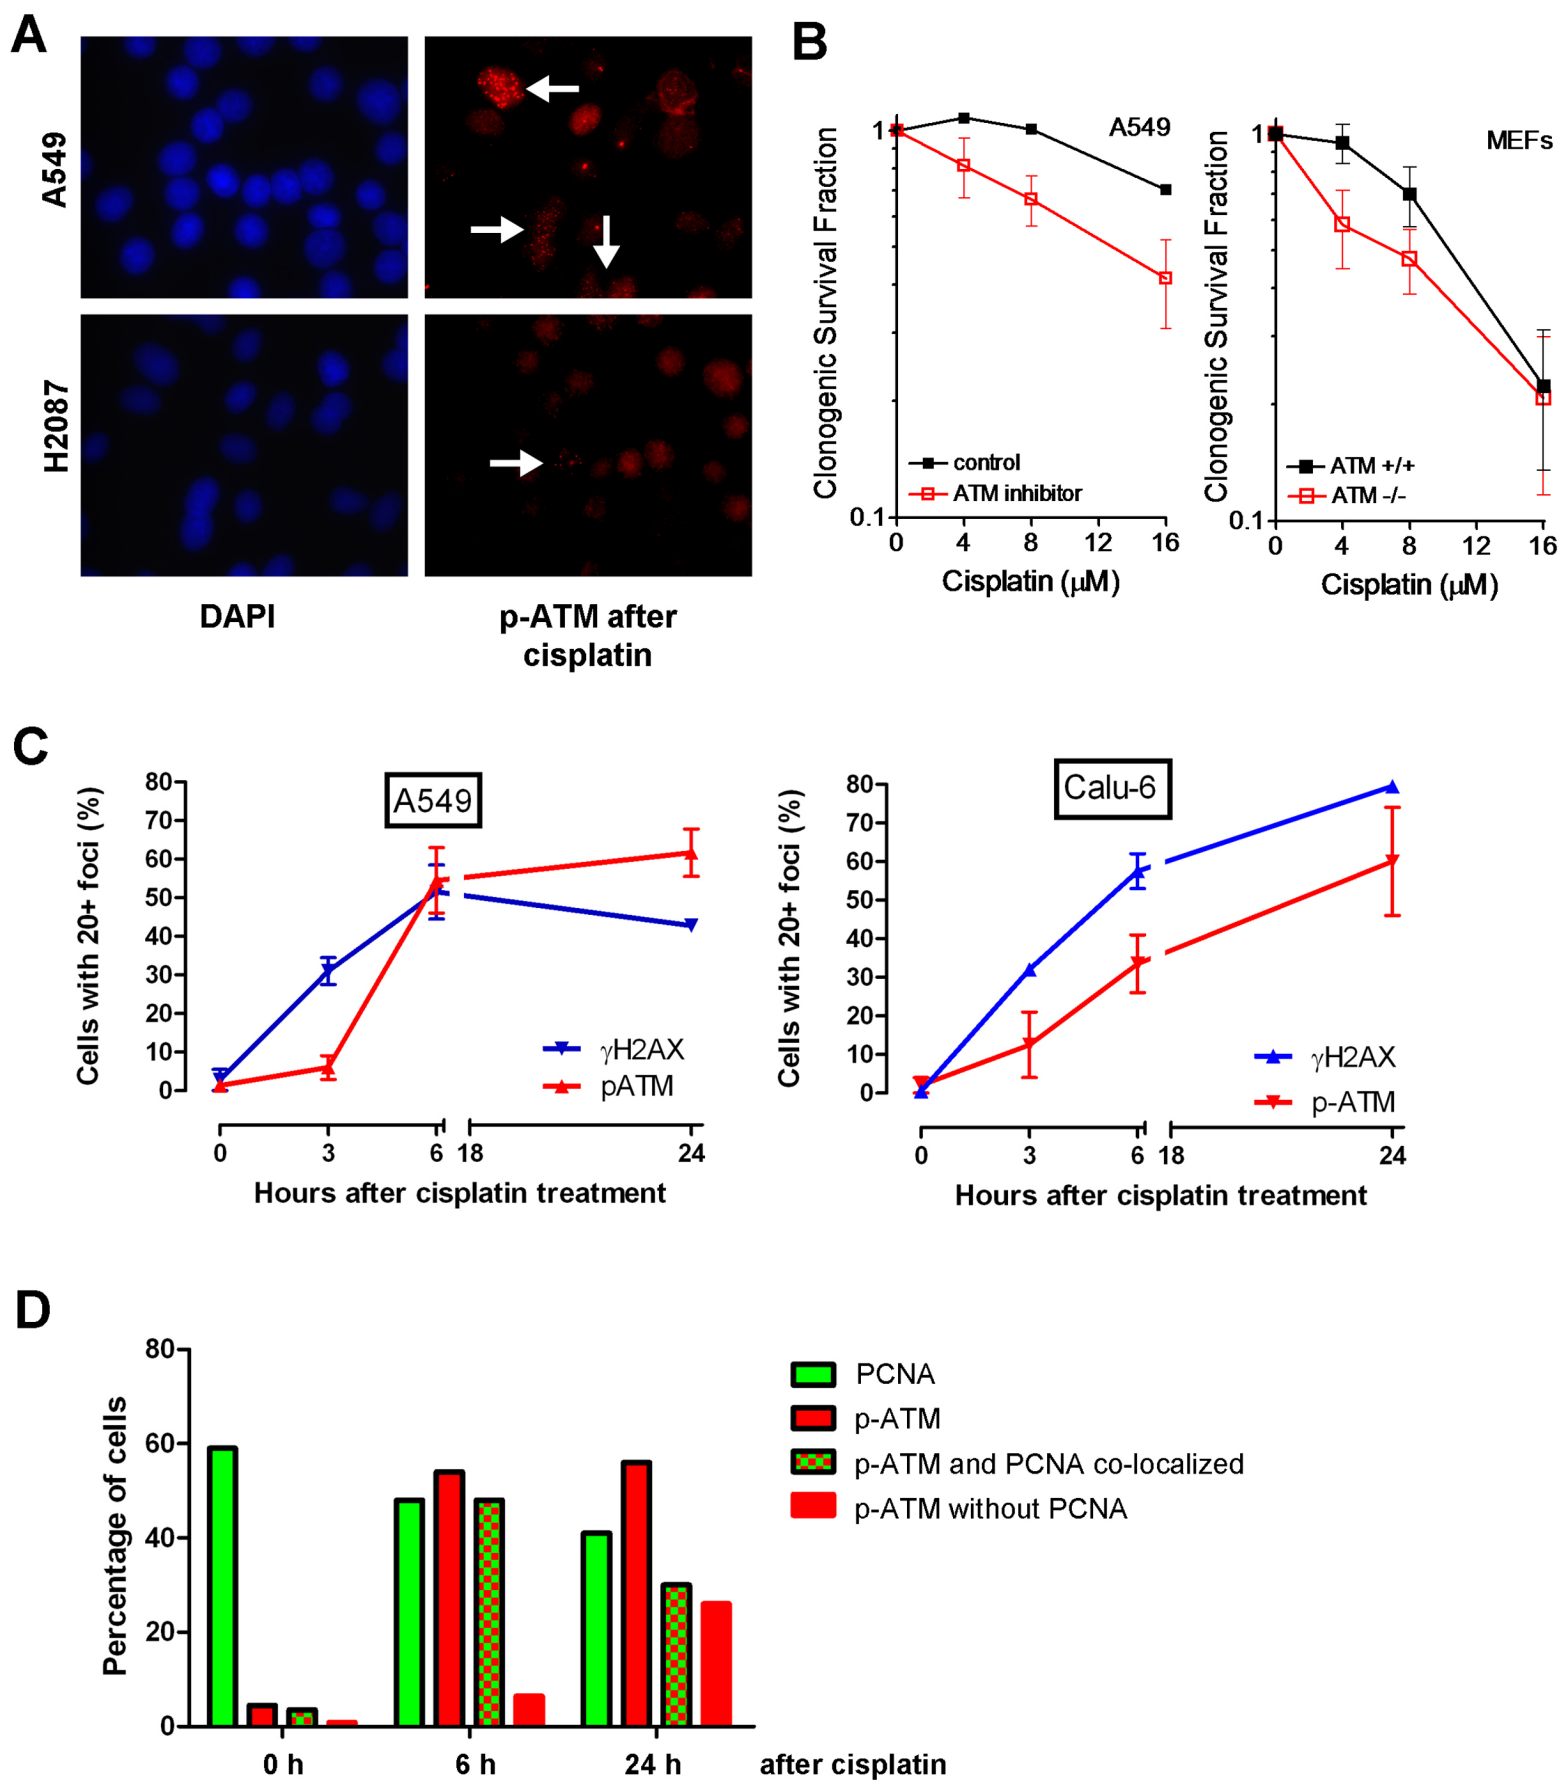 A
A549
H2087
DAPI
p-ATM after
cisplatin
B
Clonogenic Survival Fraction
1
0.1
A549
control
ATM inhibitor
0 4 8 12 16
Cisplatin (µM)
Clonogenic Survival Fraction
1
0.1
MEFs
ATM +/+
ATM -/-
0 4 8 12 16
Cisplatin (µM)
C
Cells with 20+ foci (%)
80
70
60
50
40
30
20
10
0
A549
γH2AX
pATM
0 3 6 18 24
Hours after cisplatin treatment
Cells with 20+ foci (%)
80
70
60
50
40
30
20
10
0
Calu-6
γH2AX
p-ATM
0 3 6 18 24
Hours after cisplatin treatment
D
Percentage of cells
80
60
40
20
0
PCNA
p-ATM
p-ATM and PCNA co-localized
p-ATM without PCNA
0 h 6 h 24 h after cisplatin